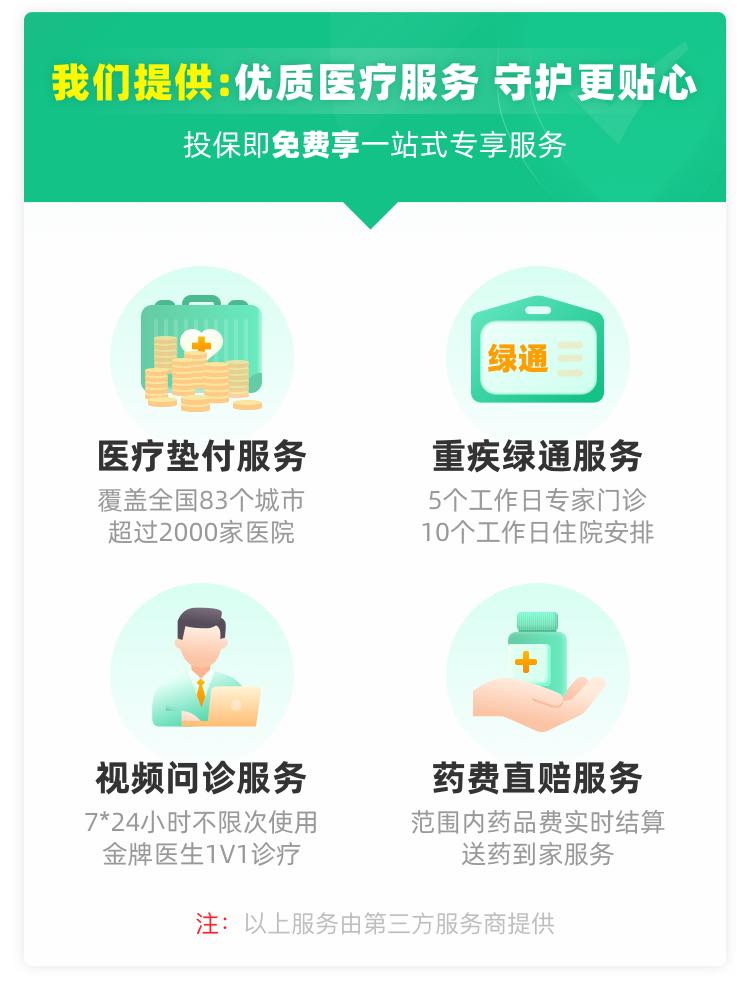 我们提供:优质医疗服务 守护更贴心
投保即免费享一站式专享服务
绿通
医疗垫付服务
覆盖全国83个城市
超过2000家医院
重疾绿通服务
5个工作日专家门诊
10个工作日住院安排
视频问诊服务
7*24小时不限次使用
金牌医生1V1诊疗
药费直赔服务
范围内药品费实时结算
送药到家服务
注：以上服务由第三方服务商提供